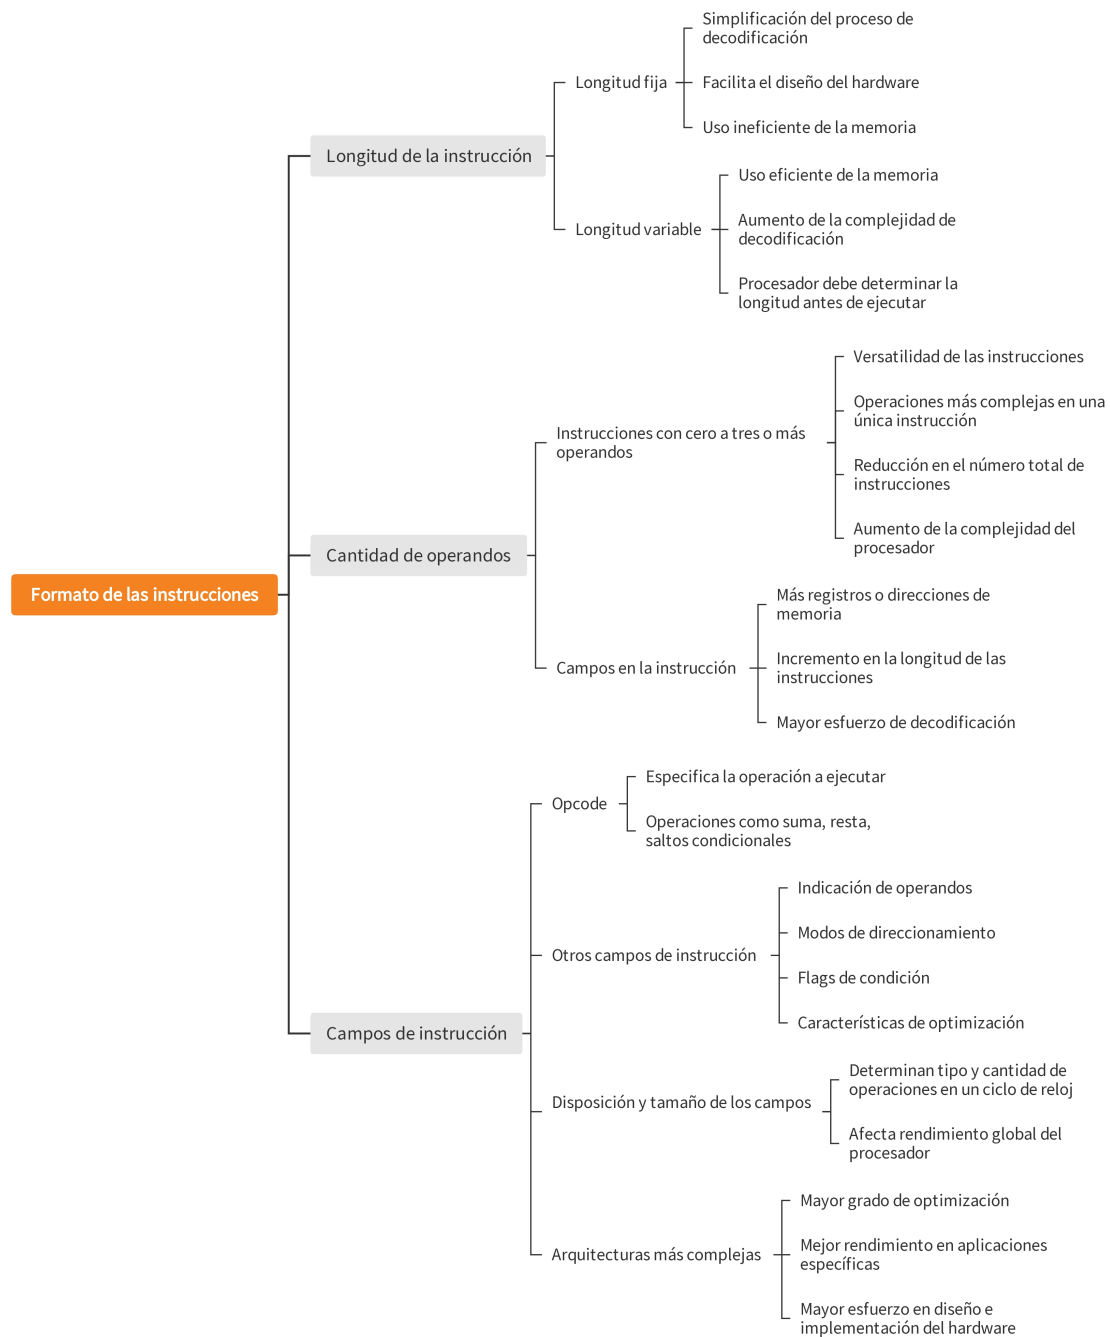 Formato de las instrucciones
Longitud de la instrucción
Longitud fija
Simplificación del proceso de
decodificación
Facilita el diseño del hardware
Uso ineficiente de la memoria
Longitud variable
Uso eficiente de la memoria
Aumento de la complejidad de
decodificación
Procesador debe determinar la
longitud antes de ejecutar
Cantidad de operandos
Instrucciones con cero a tres o más
operandos
Versatilidad de las instrucciones
Operaciones más complejas en una
única instrucción
Reducción en el número total de
instrucciones
Aumento de la complejidad del
procesador
Campos en la instrucción
Más registros o direcciones de
memoria
Incremento en la longitud de las
instrucciones
Mayor esfuerzo de decodificación
Campos de instrucción
Opcode
Especifica la operación a ejecutar
Operaciones como suma, resta,
saltos condicionales
Otros campos de instrucción
Indicación de operandos
Modos de direccionamiento
Flags de condición
Características de optimización
Disposición y tamaño de los campos
Determinan tipo y cantidad de
operaciones en un ciclo de reloj
Afecta rendimiento global del
procesador
Arquitecturas más complejas
Mayor grado de optimización
Mejor rendimiento en aplicaciones
específicas
Mayor esfuerzo en diseño e
implementación del hardware